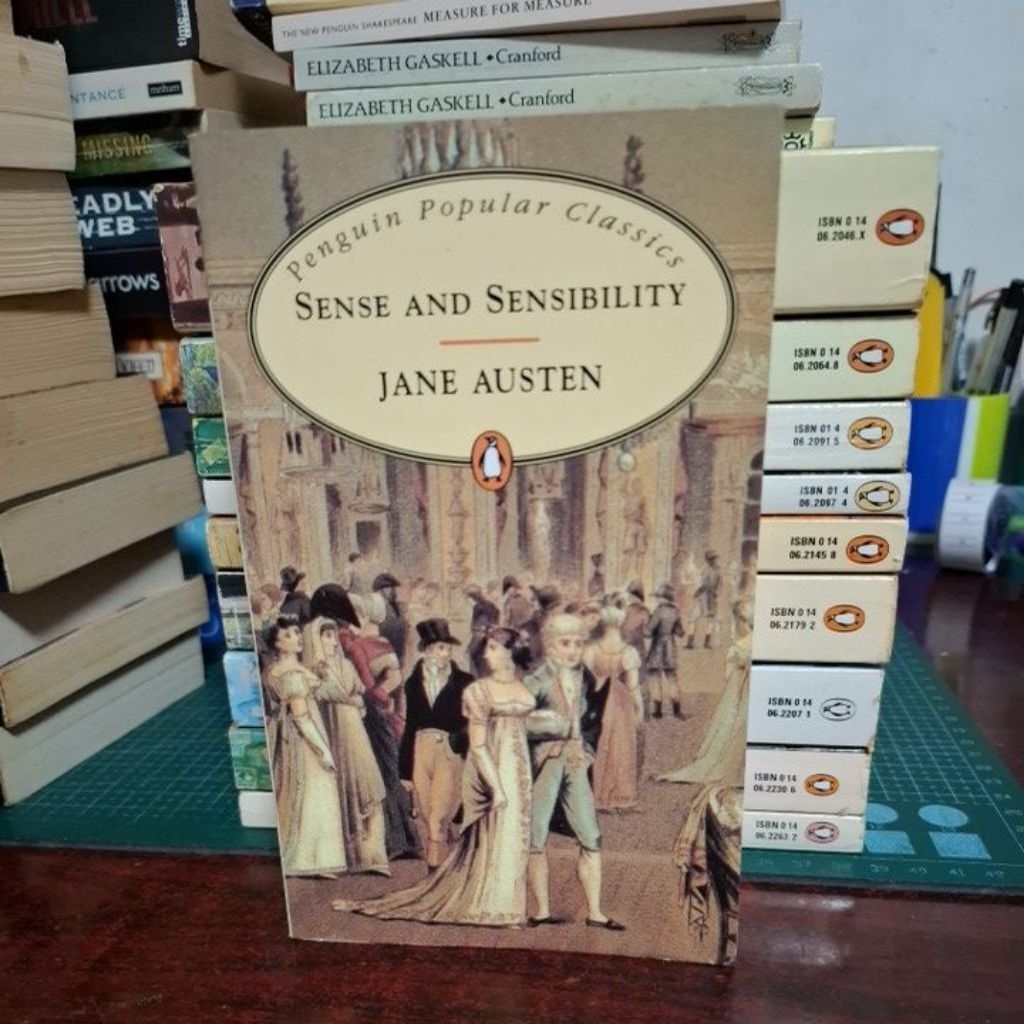 THE NEW PENGUIN SHAKESPEARE MEASURE FOR MEASURE
ELIZABETH GASKELL • Cranford
ELIZABETH GASKELL • Cranford
NTANCE
MISSING
EADLY
WEB
arrows
Penguin Popular Classics
SENSE AND SENSIBILITY
JANE AUSTEN
ISBN 0 14
06.2046.X
ISBN 0 14
06.2064.8
ISBN 01 4
06.2091 5
ISBN 01 4
06.2097 4
ISBN 0 14
06.2145 8
ISBN 0 14
06.2179 2
ISBN 0 14
06.2207 1
ISBN 0 14
06.2230 6
ISBN 0 14
06.2263 2